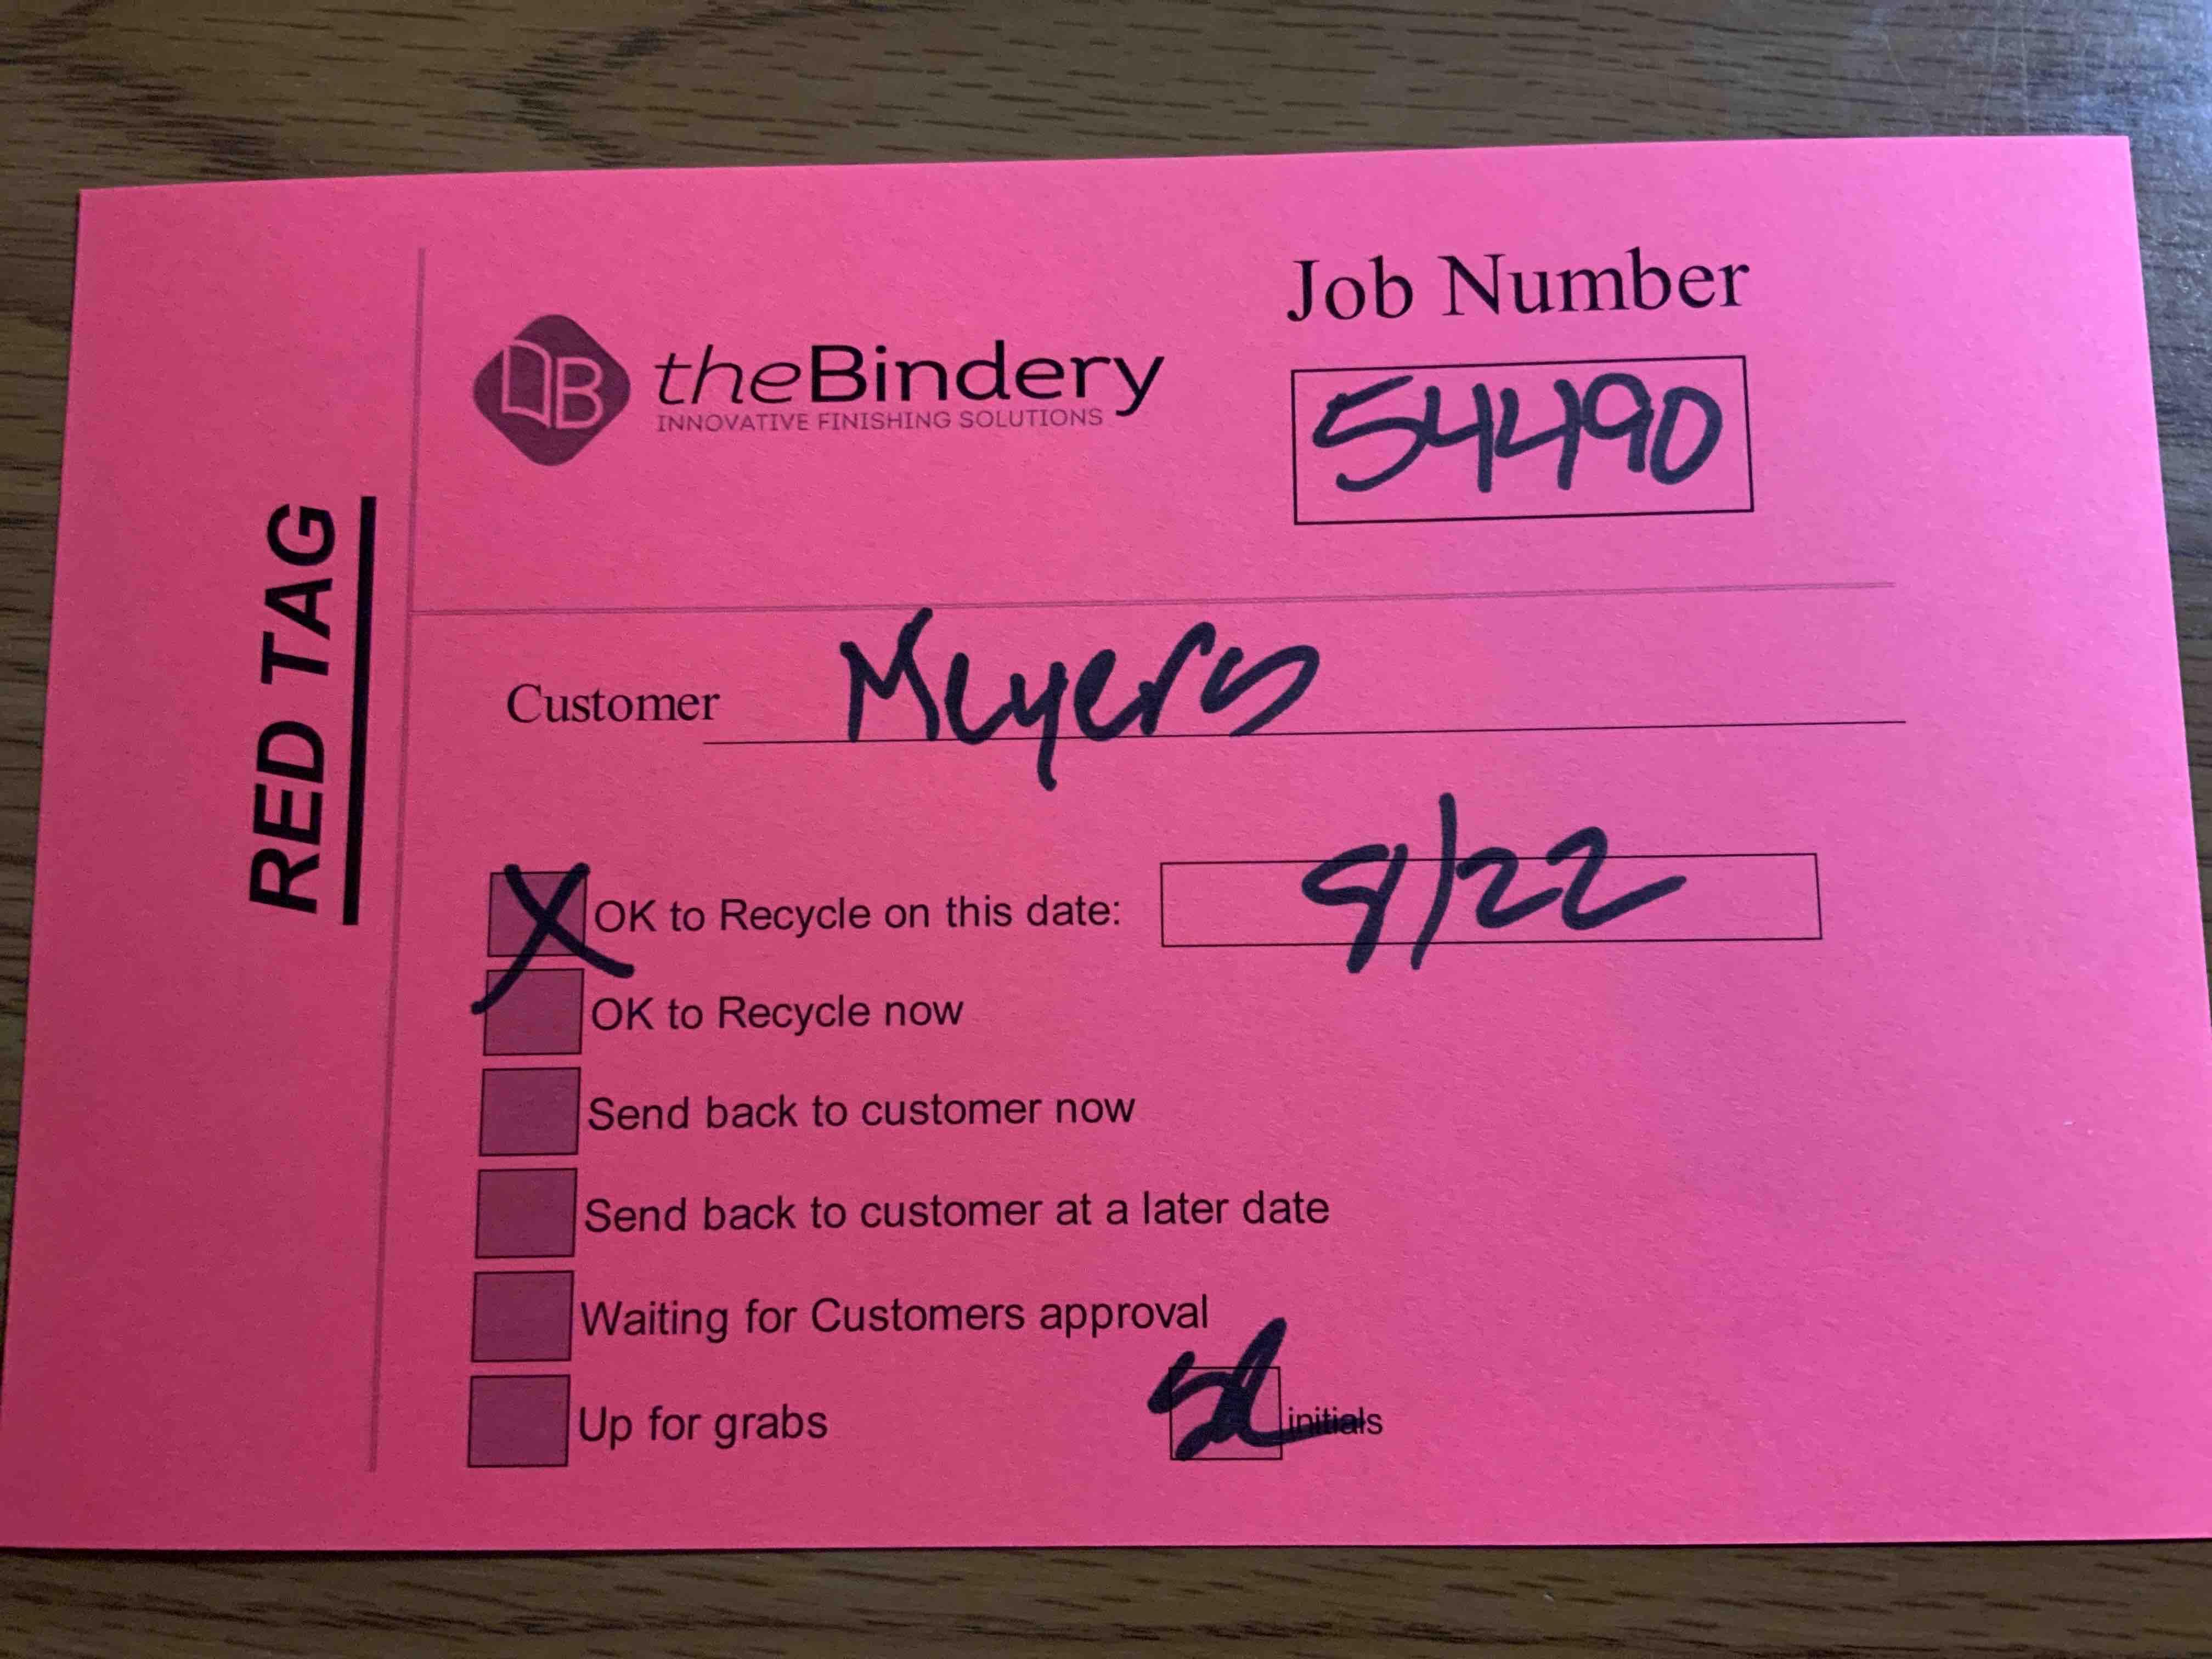 RED TAG
theBindery
INNOVATIVE FINISHING SOLUTIONS
Job Number
54490
Customer Meyers
X OK to Recycle on this date: 9/22
OK to Recycle now
Send back to customer now
Send back to customer at a later date
Waiting for Customers approval
Up for grabs
initials